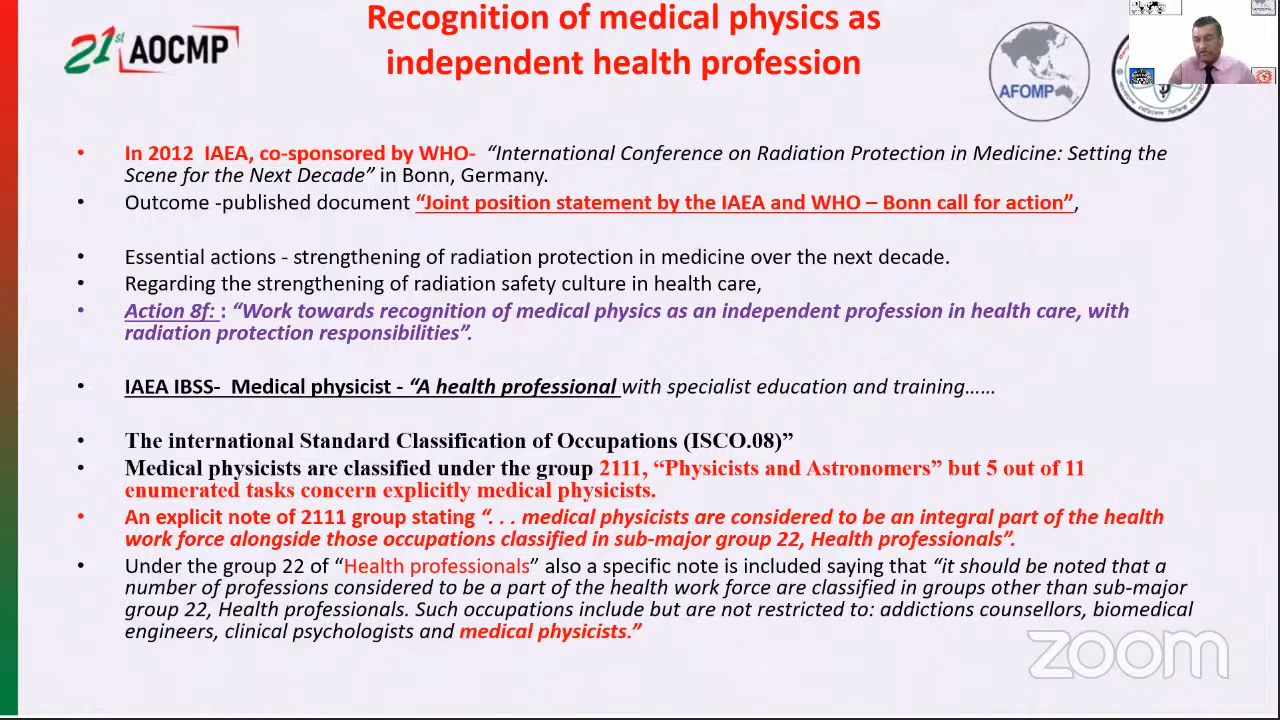 Recognition of medical physics as
independent health profession
21st AOCMP
AFOMP
• In 2012 IAEA, co-sponsored by WHO- “International Conference on Radiation Protection in Medicine: Setting the
Scene for the Next Decade” in Bonn, Germany.
• Outcome -published document “Joint position statement by the IAEA and WHO – Bonn call for action”,
• Essential actions - strengthening of radiation protection in medicine over the next decade.
• Regarding the strengthening of radiation safety culture in health care,
• Action 8f: : “Work towards recognition of medical physics as an independent profession in health care, with
radiation protection responsibilities”.
• IAEA IBSS- Medical physicist - “A health professional with specialist education and training......
• The international Standard Classification of Occupations (ISCO.08)”
• Medical physicists are classified under the group 2111, “Physicists and Astronomers” but 5 out of 11
enumerated tasks concern explicitly medical physicists.
• An explicit note of 2111 group stating “. . . medical physicists are considered to be an integral part of the health
work force alongside those occupations classified in sub-major group 22, Health professionals”.
• Under the group 22 of “Health professionals” also a specific note is included saying that “it should be noted that a
number of professions considered to be a part of the health work force are classified in groups other than sub-major
group 22, Health professionals. Such occupations include but are not restricted to: addictions counsellors, biomedical
engineers, clinical psychologists and medical physicists.”
zoom